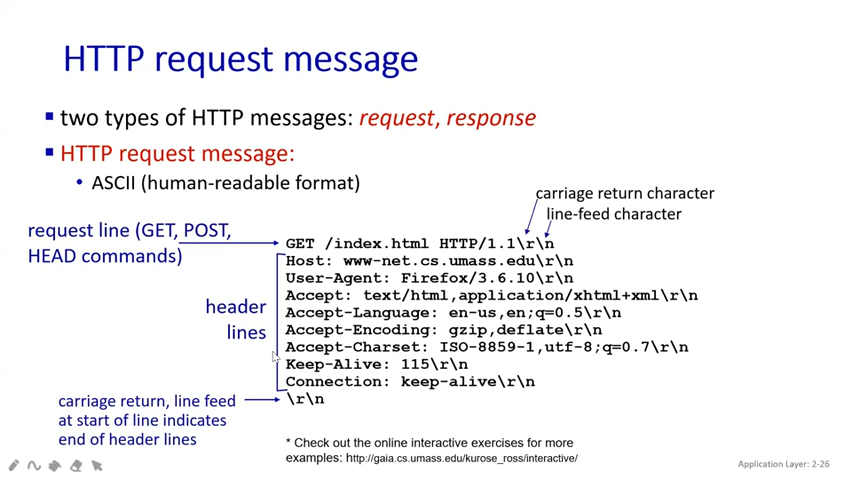 HTTP request message
▪ two types of HTTP messages: request, response
▪ HTTP request message:
• ASCII (human-readable format)
carriage return character
line-feed character
request line (GET, POST,
HEAD commands)
GET /index.html HTTP/1.1\r\n
Host: www-net.cs.umass.edu\r\n
User-Agent: Firefox/3.6.10\r\n
Accept: text/html,application/xhtml+xml\r\n
Accept-Language: en-us,en;q=0.5\r\n
Accept-Encoding: gzip,deflate\r\n
Accept-Charset: ISO-8859-1,utf-8;q=0.7\r\n
Keep-Alive: 115\r\n
Connection: keep-alive\r\n
\r\n
header
lines
carriage return, line feed
at start of line indicates
end of header lines
* Check out the online interactive exercises for more
examples: http://gaia.cs.umass.edu/kurose_ross/interactive/
Application Layer: 2-26